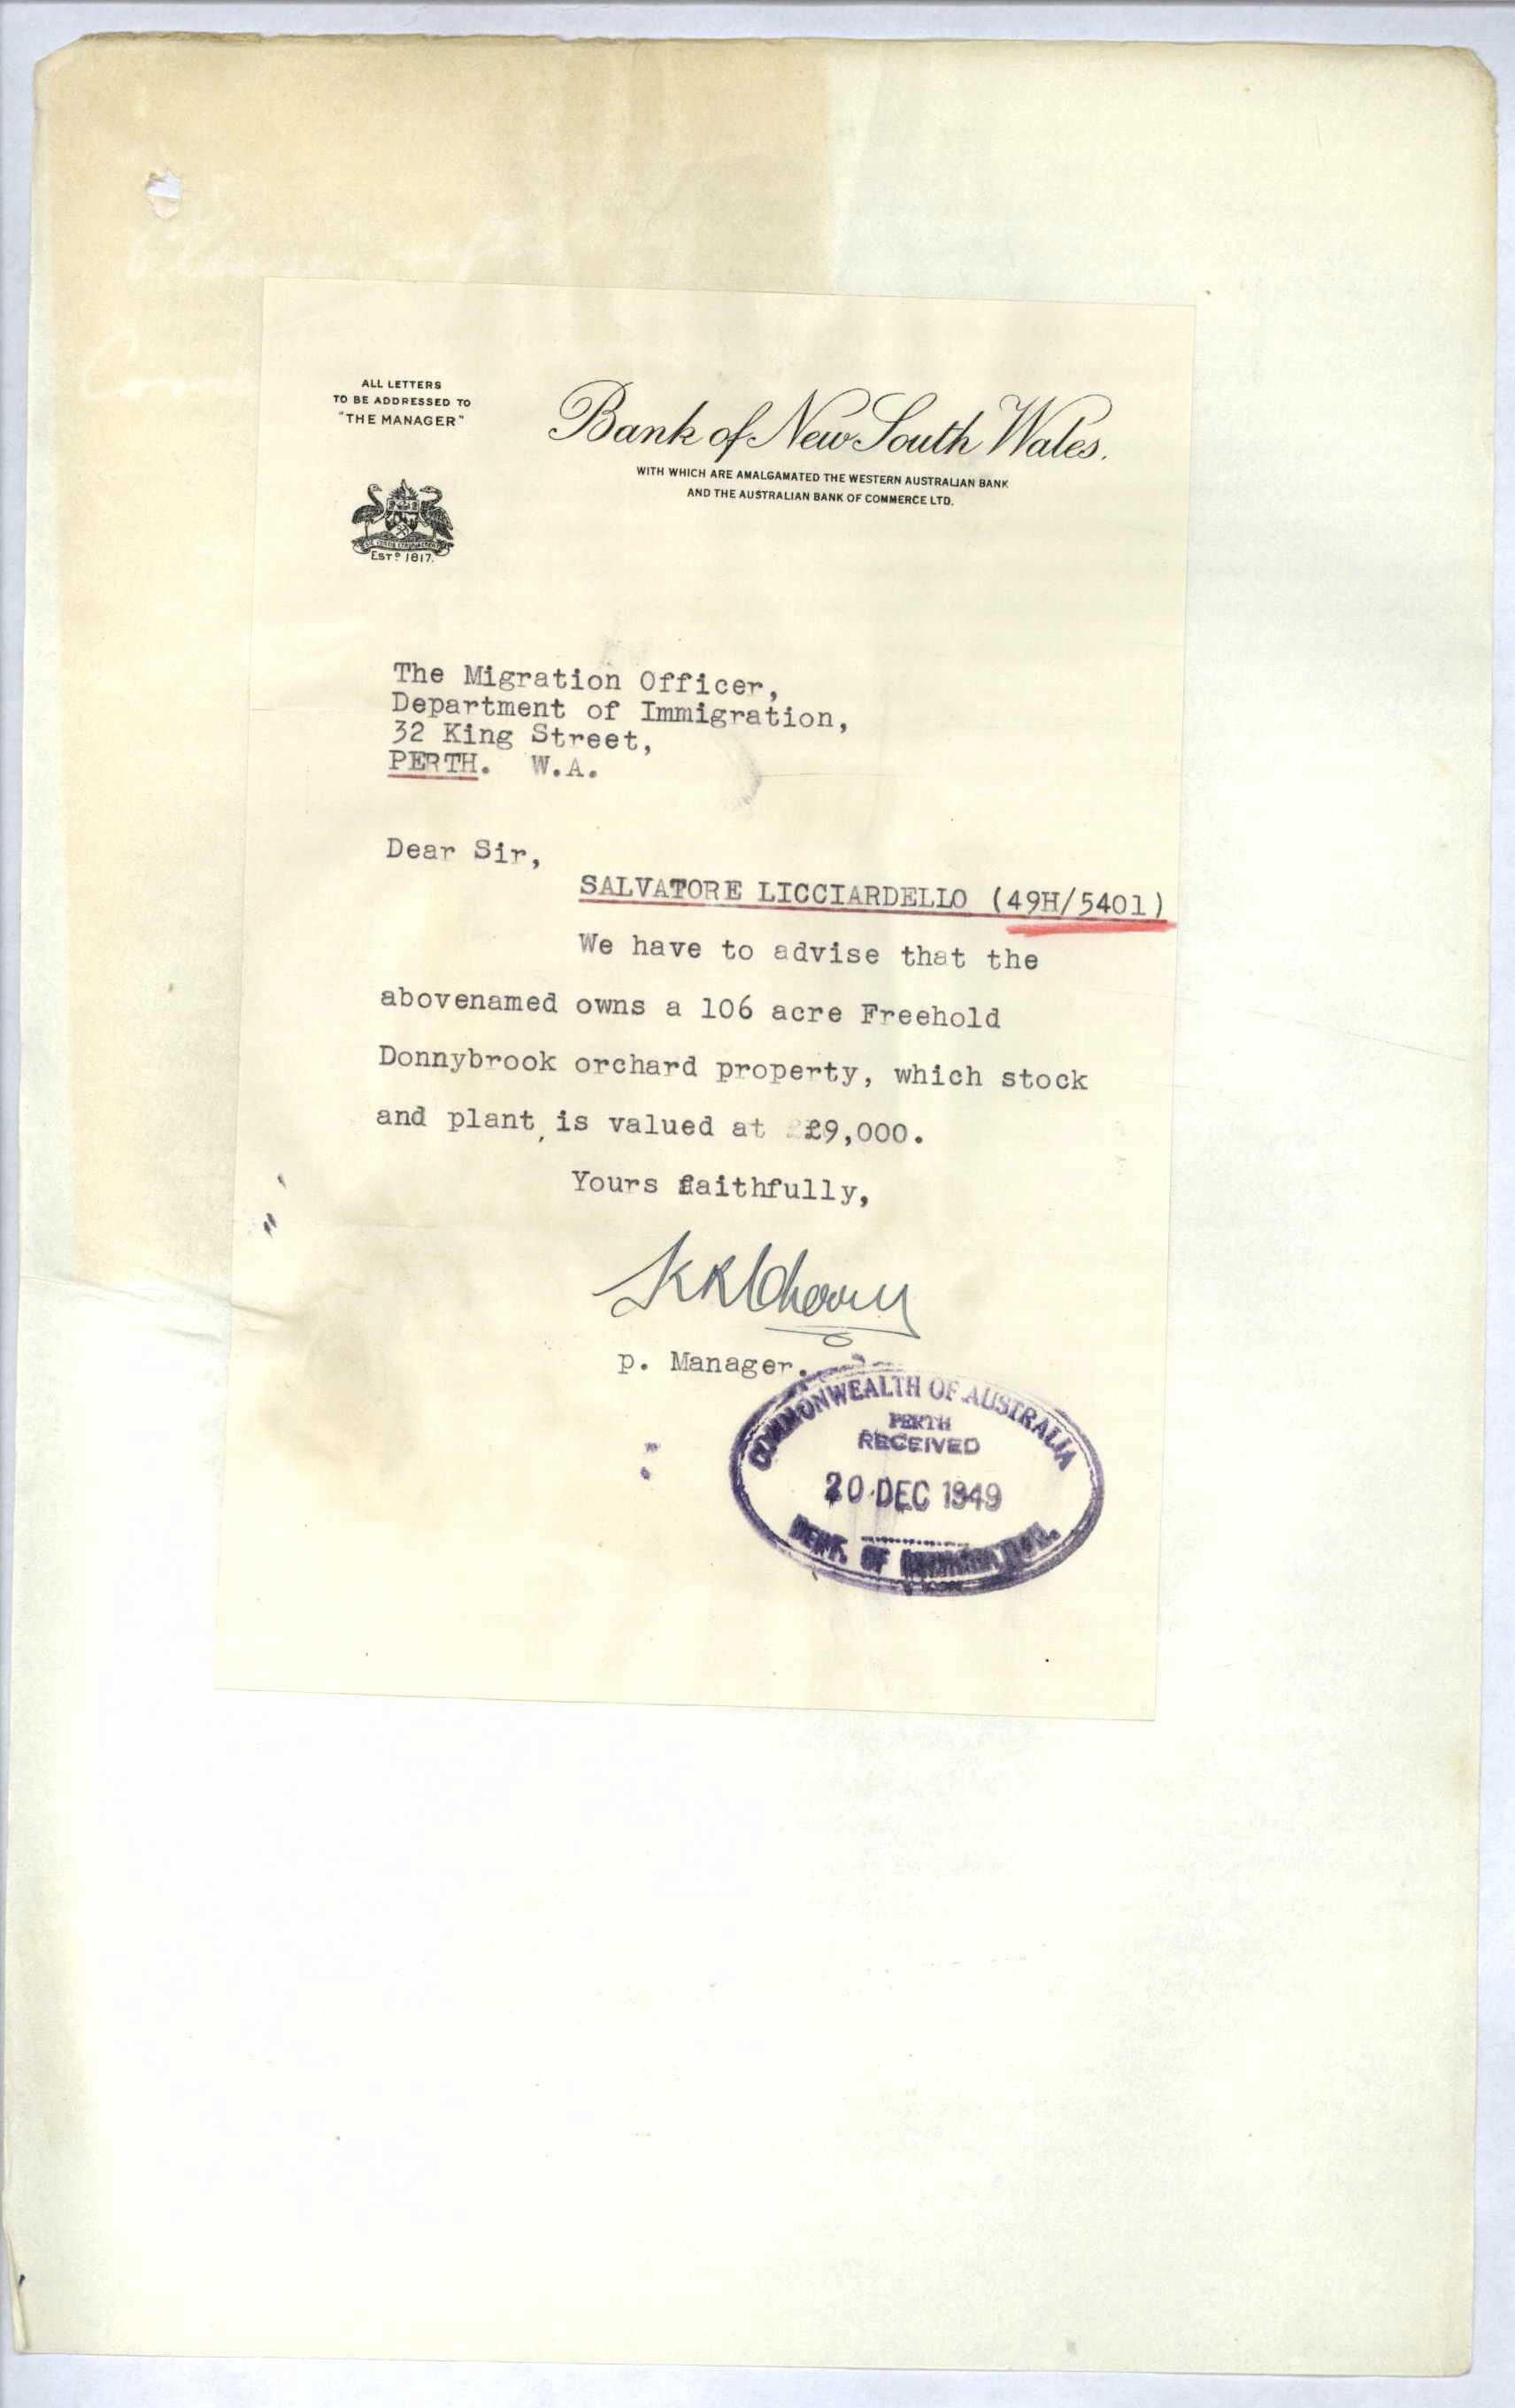 ALL LETTERS
TO BE ADDRESSED TO
"THE MANAGER"
Bank of New South Wales.
WITH WHICH ARE AMALGAMATED THE WESTERN AUSTRALIAN BANK
AND THE AUSTRALIAN BANK OF COMMERCE LTD.
ESTD 1817.
The Migration Officer,
Department of Immigration,
32 King Street,
PERTH. W.A.
Dear Sir,
SALVATORE LICCIARDELLO (49H/5401)
We have to advise that the
abovenamed owns a 106 acre Freehold
Donnybrook orchard property, which stock
and plant, is valued at £9,000.
Yours faithfully,
p. Manager.
COMMONWEALTH OF AUSTRALIA
PERTH
RECEIVED
20 DEC 1949
DEPT. OF IMMIGRATION.